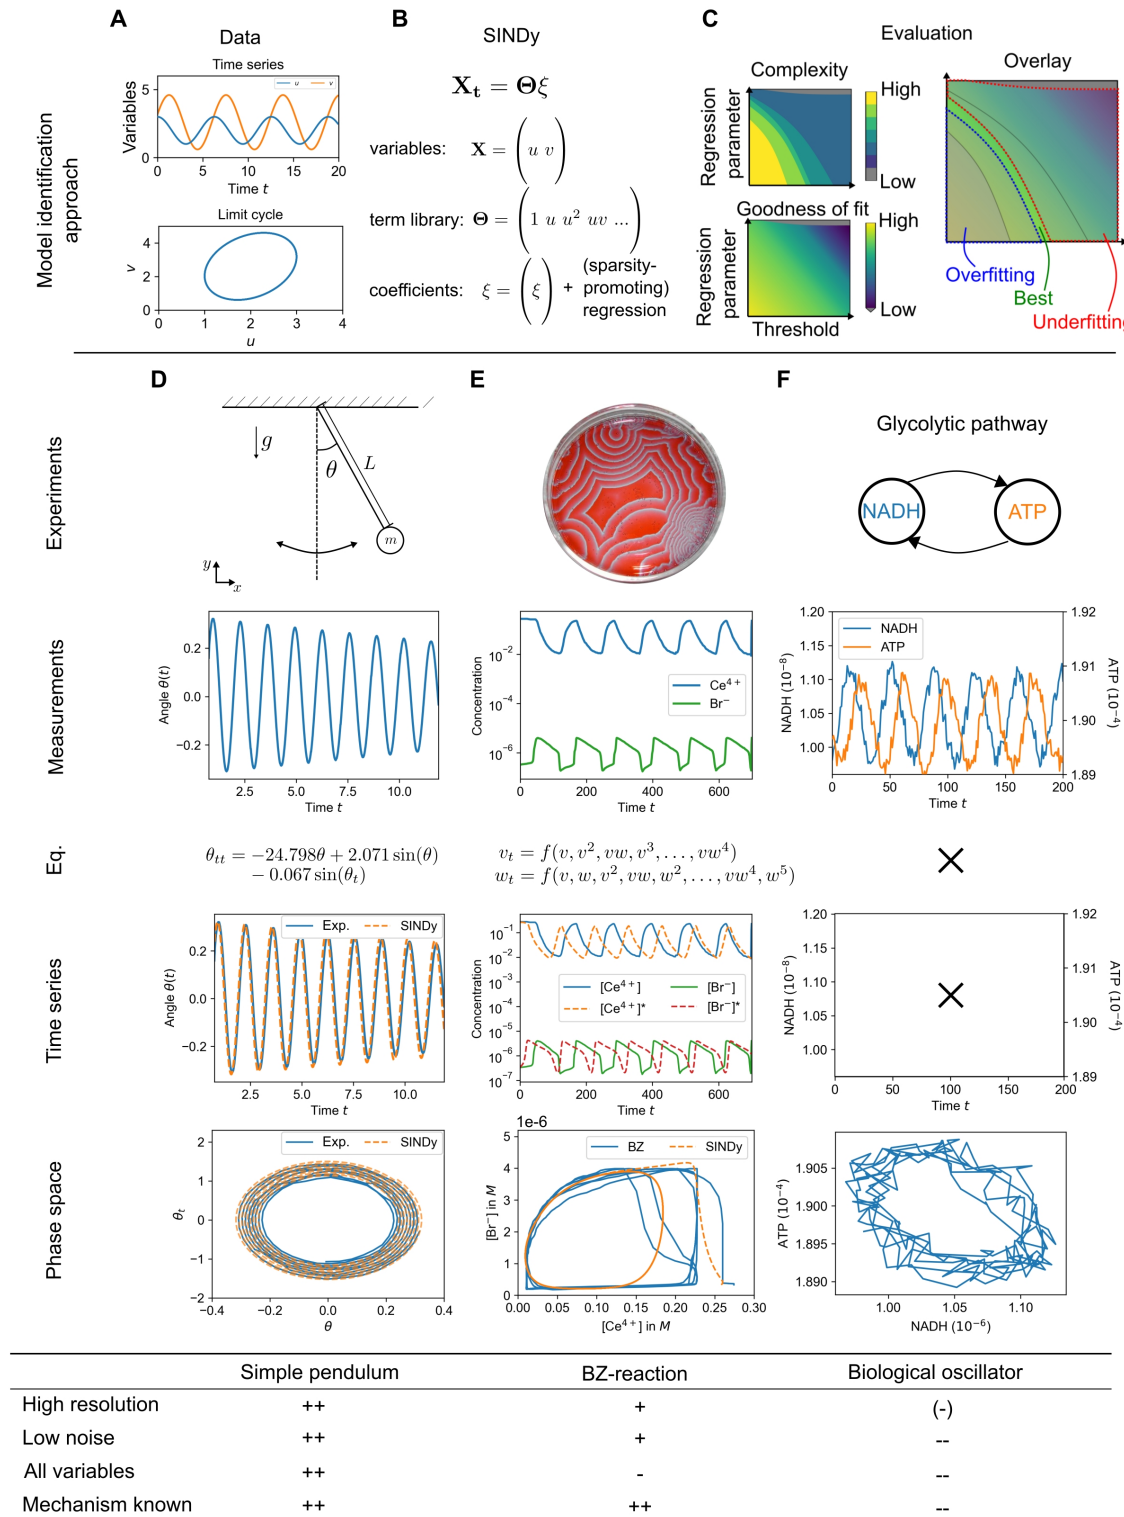 A
B
C
Data
SINDy
Evaluation
Model identification
approach
Time series
u v
Variables
5
0
0 5 10 15 20
Time t
Limit cycle
v
4
2
0
0 1 2 3 4
u
X_t = Θξ
variables: X = ( u v )
term library: Θ = ( 1 u u² uv ... )
coefficients: ξ = ( ξ ) + (sparsity-
promoting)
regression
Complexity
Regression
parameter
High
Low
Goodness of fit
Regression
parameter
High
Low
Threshold
Overlay
Overfitting
Best
Underfitting
D
E
F
Experiments
g
θ
L
m
y
x
Glycolytic pathway
NADH
ATP
Measurements
Angle θ(t)
0.2
0.0
−0.2
2.5 5.0 7.5 10.0
Time t
Concentration
10⁻²
10⁻⁴
10⁻⁶
Ce⁴⁺
Br⁻
0 200 400 600
Time t
NADH (10⁻⁸)
1.20
1.15
1.10
1.05
1.00
NADH
ATP
1.92
1.91
1.90
1.89
ATP (10⁻⁴)
0 50 100 150 200
Time t
Eq.
θ_tt = −24.798θ + 2.071 sin(θ)
− 0.067 sin(θ_t)
v_t = f(v, v², vw, v³, . . . , vw⁴)
w_t = f(v, w, v², vw, w², . . . , vw⁴, w⁵)
Time series
Angle θ(t)
Exp. SINDy
0.2
0.0
−0.2
2.5 5.0 7.5 10.0
Time t
Concentration
10⁻¹
10⁻²
10⁻³
10⁻⁴
10⁻⁵
10⁻⁶
10⁻⁷
[Ce⁴⁺] [Br⁻]
[Ce⁴⁺]* [Br⁻]*
0 200 400 600
Time t
NADH (10⁻⁸)
1.20
1.15
1.10
1.05
1.00
1.92
1.91
1.90
1.89
ATP (10⁻⁴)
0 50 100 150 200
Time t
Phase space
θ_t
Exp. SINDy
2
1
0
−1
−2
−0.4 −0.2 0.0 0.2 0.4
θ
1e-6
[Br⁻] in M
BZ SINDy
5
4
3
2
1
0
0.00 0.05 0.10 0.15 0.20 0.25 0.30
[Ce⁴⁺] in M
ATP (10⁻⁴)
1.905
1.900
1.895
1.890
1.00 1.05 1.10
NADH (10⁻⁶)
Simple pendulum BZ-reaction Biological oscillator
High resolution ++ + (-)
Low noise ++ + --
All variables ++ - --
Mechanism known ++ ++ --